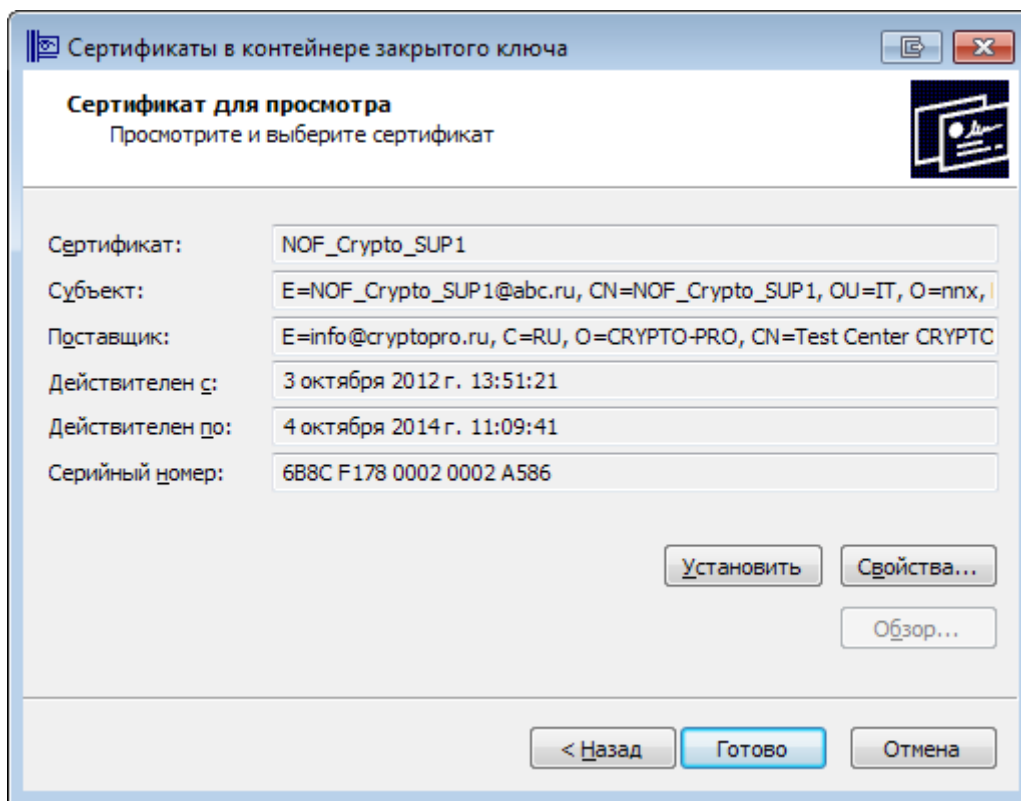 Сертификаты в контейнере закрытого ключа
Сертификат для просмотра
Просмотрите и выберите сертификат
Сертификат: NOF_Crypto_SUP1
Субъект: E=NOF_Crypto_SUP1@abc.ru, CN=NOF_Crypto_SUP1, OU=IT, O=nnx,
Поставщик: E=info@cryptopro.ru, C=RU, O=CRYPTO-PRO, CN=Test Center CRYPTO
Действителен с: 3 октября 2012 г. 13:51:21
Действителен по: 4 октября 2014 г. 11:09:41
Серийный номер: 6B8C F178 0002 0002 A586
Установить Свойства...
Обзор...
< Назад Готово Отмена